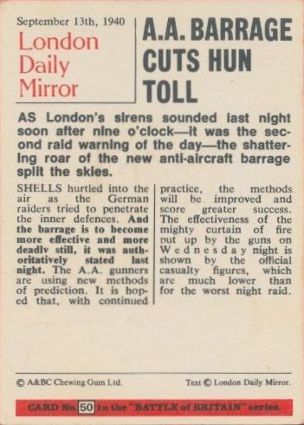 September 13th, 1940
London
Daily
Mirror
A.A. BARRAGE
CUTS HUN
TOLL
AS London's sirens sounded last night
soon after nine o'clock—it was the sec-
ond raid warning of the day—the shatter-
ing roar of the new anti-aircraft barrage
split the skies.
SHELLS hurtled into the
air as the German
raiders tried to penetrate
the inner defences. And
the barrage is to become
more effective and more
deadly still, it was auth-
oritatively stated last
night. The A.A. gunners
are using new methods
of prediction. It is hop-
ed that, with continued
practice, the methods
will be improved and
score greater success.
The effectiveness of the
mighty curtain of fire
put up by the guns on
Wednesday night is
shown by the official
casualty figures, which
are much lower than
for the worst night raid.
© A&BC Chewing Gum Ltd.
Text © London Daily Mirror.
CARD No. 50 in the "BATTLE OF BRITAIN" series.